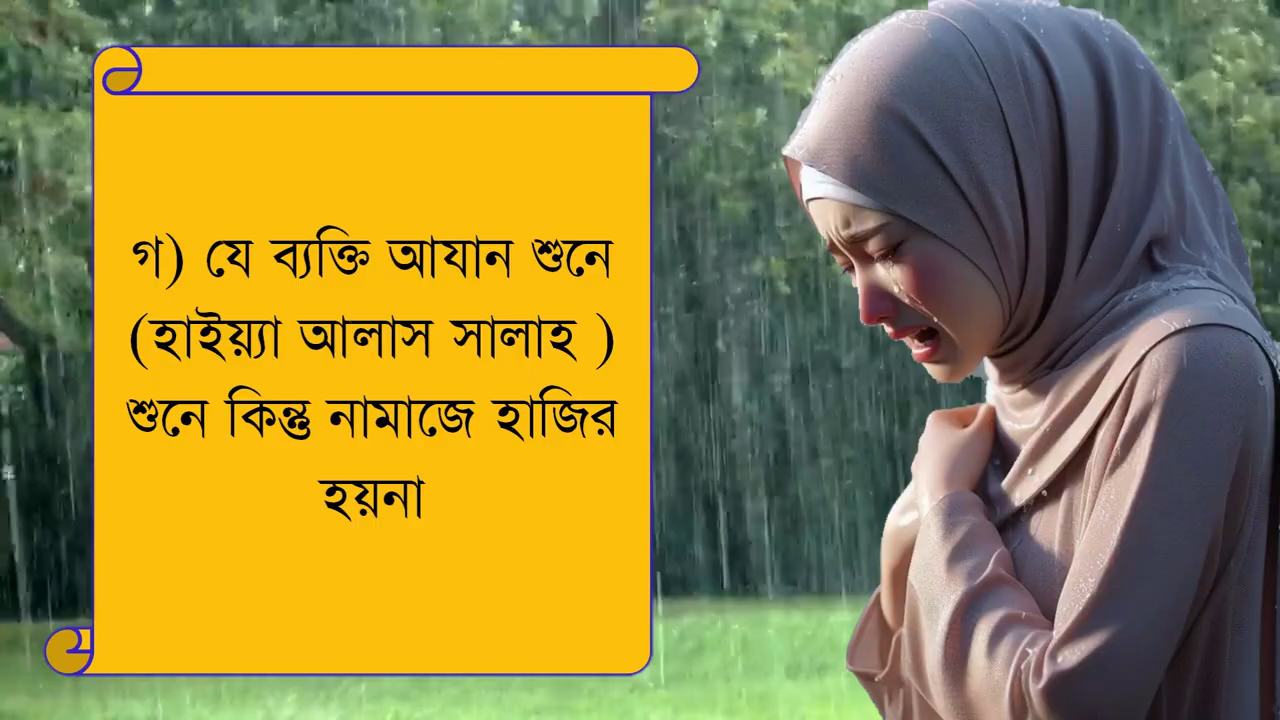 গ) যে ব্যক্তি আযান শুনে
(হাইয়্যা আলাস সালাহ )
শুনে কিন্তু নামাজে হাজির
হয়না